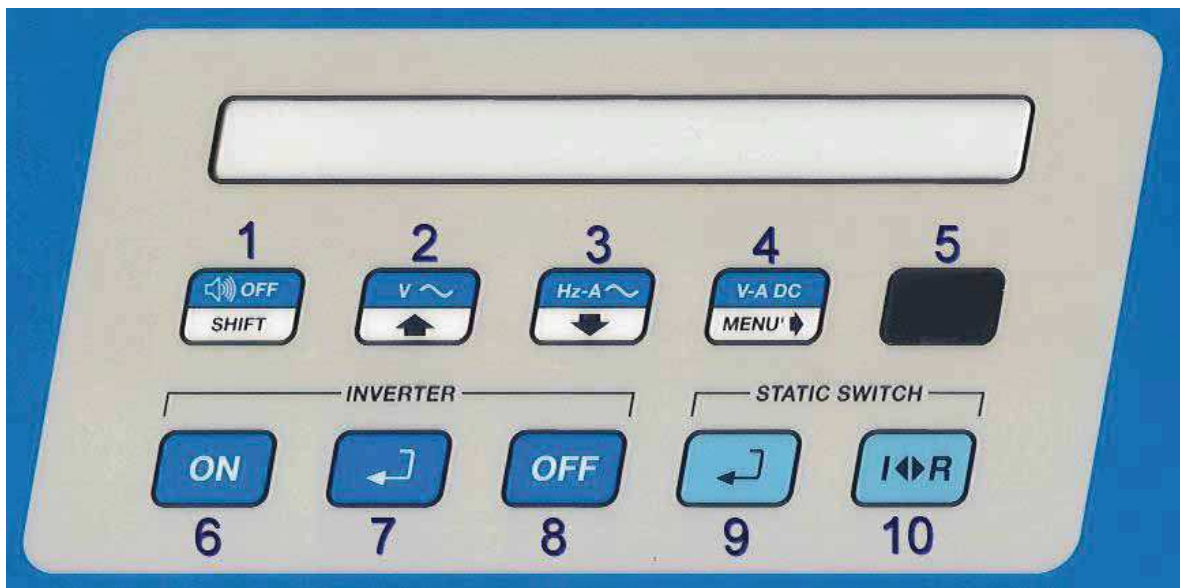 1 2 3 4 5
OFF V Hz-A V-A DC
SHIFT MENU'
INVERTER STATIC SWITCH
ON OFF I R
6 7 8 9 10